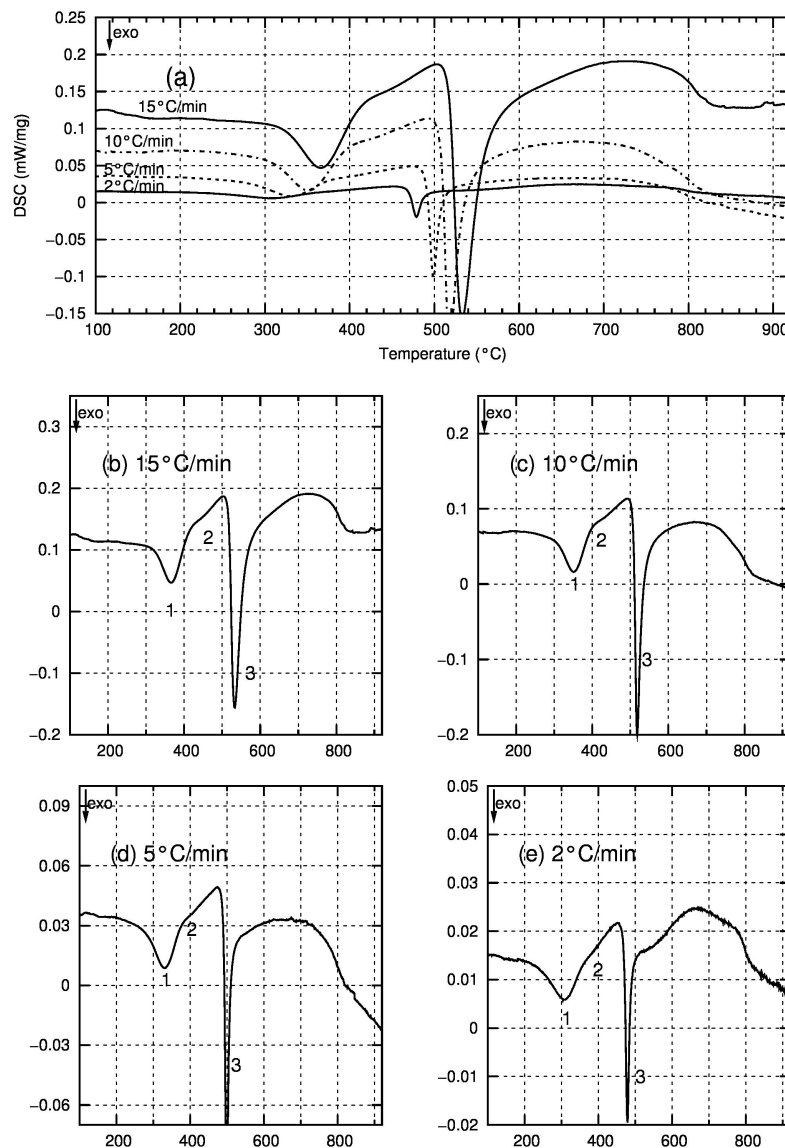 exo
(a)
15°C/min
10°C/min
5°C/min
2°C/min
DSC (mW/mg)
0.25
0.2
0.15
0.1
0.05
0
−0.05
−0.1
−0.15
100 200 300 400 500 600 700 800 900
Temperature (°C)
exo
(b) 15°C/min
0.3
0.2
0.1
0
−0.1
−0.2
1
2
3
200 400 600 800
exo
(c) 10°C/min
0.2
0.1
0
−0.1
−0.2
1
2
3
200 400 600 800
exo
(d) 5°C/min
0.09
0.06
0.03
0
−0.03
−0.06
1
2
3
200 400 600 800
exo
(e) 2°C/min
0.05
0.04
0.03
0.02
0.01
0
−0.01
−0.02
1
2
3
200 400 600 800